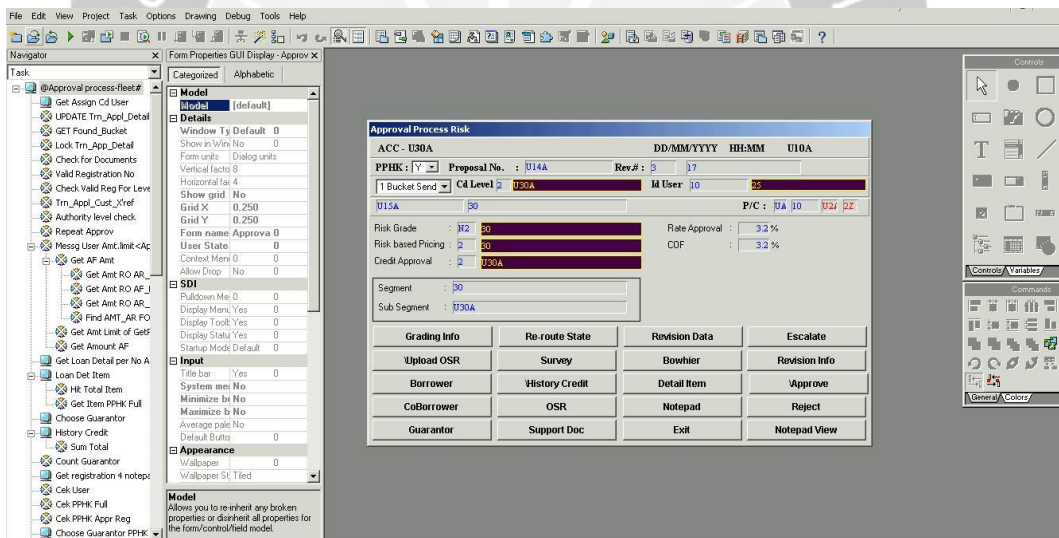 File Edit View Project Task Options Drawing Debug Tools Help
Navigator
Task
@Approval process-fleet#
Get Assign Cd User
UPDATE Trn_Appl_Detail
GET Found_Bucket
Lock Trn_App_Detail
Check for Documents
Valid Registration No
Check Valid Reg For Leve
Trn_Appl_Cust_X'ref
Authority level check
Repeat Approv
Messg User Amt.limit<Ap
Get AF Amt
Get Amt RO AR_
Get Amt RO AF_
Get Amt RO AR_
Find AMT_AR FO
Get Amt Limit of GetF
Get Amount AF
Get Loan Detail per No A
Loan Det Item
Hit Total Item
Get Item PPHK Full
Choose Guarantor
History Credit
Sum Total
Count Guarantor
Get registration 4 notepa
Cek User
Cek PPHK Full
Cek PPHK Appr Reg
Choose Guarantor PPHK
Form Properties GUI Display - Approv
Categorized Alphabetic
Model
Model [default]
Details
Window Ty Default 0
Show in Win No 0
Form units Dialog units
Vertical facto 8
Horizontal fac 4
Show grid No
Grid X 0.250
Grid Y 0.250
Form name Approva 0
User State 0
Context Men 0 0
Allow Drop No 0
SDI
Pulldown Me 0 0
Display Menu Yes 0
Display Toolb Yes 0
Display Statu Yes 0
Startup Mode Default 0
Input
Title bar Yes 0
System me No
Minimize b No
Maximize b No
Average pale No
Default Butto 0
Appearance
Wallpaper 0
Wallpaper St Tiled
Model
Allows you to re-inherit any broken
properties or disinherit all properties for
the form/control/field model.
Approval Process Risk
ACC - U30A DD/MM/YYYY HH:MM U10A
PPHK : Y Proposal No. : U14A Rev.# : 3 17
1 Bucket Send Cd Level 2 U30A Id User 10 25
U15A 30 P/C : UA 10
Risk Grade : N2 30 Rate Approval : 3.2 %
Risk based Pricing : 2 30 COF : 3.2 %
Credit Approval : 2 U30A
Segment : 30
Sub Segment : U30A
Grading Info Re-route State Revision Data Escalate
Upload OSR Survey Bowhier Revision Info
Borrower History Credit Detail Item Approve
CoBorrower OSR Notepad Reject
Guarantor Support Doc Exit Notepad View
Controls
Controls Variables
Commands
General Colors